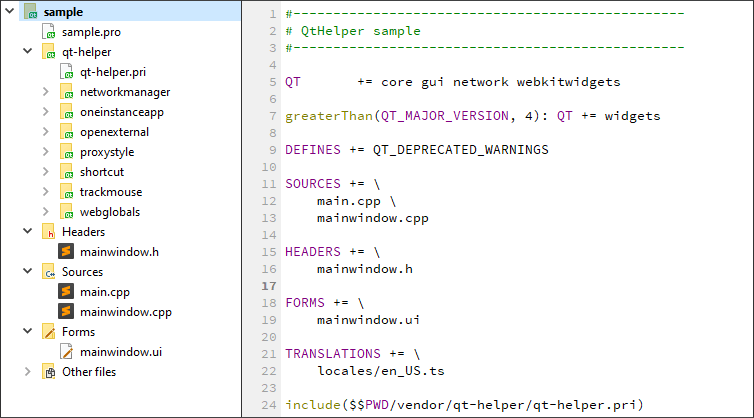 sample
sample.pro
qt-helper
qt-helper.pri
networkmanager
oneinstanceapp
openexternal
proxystyle
shortcut
trackmouse
webglobals
Headers
mainwindow.h
Sources
main.cpp
mainwindow.cpp
Forms
mainwindow.ui
Other files
1 #-------------------------------------------------
2 # QtHelper sample
3 #-------------------------------------------------
4
5 QT       += core gui network webkitwidgets
6
7 greaterThan(QT_MAJOR_VERSION, 4): QT += widgets
8
9 DEFINES += QT_DEPRECATED_WARNINGS
10
11 SOURCES += \
12     main.cpp \
13     mainwindow.cpp
14
15 HEADERS += \
16     mainwindow.h
17
18 FORMS += \
19     mainwindow.ui
20
21 TRANSLATIONS += \
22     locales/en_US.ts
23
24 include($$PWD/vendor/qt-helper/qt-helper.pri)